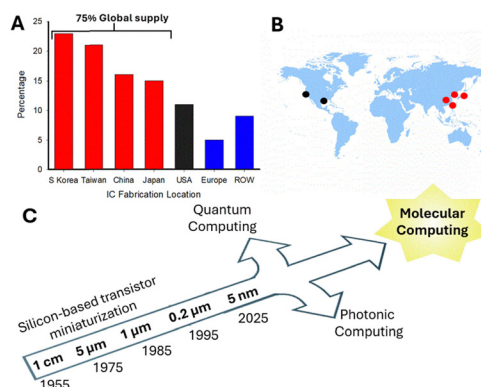 A
75% Global supply
Percentage
25
20
15
10
5
0
S Korea Taiwan China Japan USA Europe ROW
IC Fabrication Location
B
C
Quantum
Computing
Molecular
Computing
Photonic
Computing
Silicon-based transistor
miniaturization
1 cm 5 µm 1 µm 0.2 µm 5 nm
1955 1975 1985 1995 2025